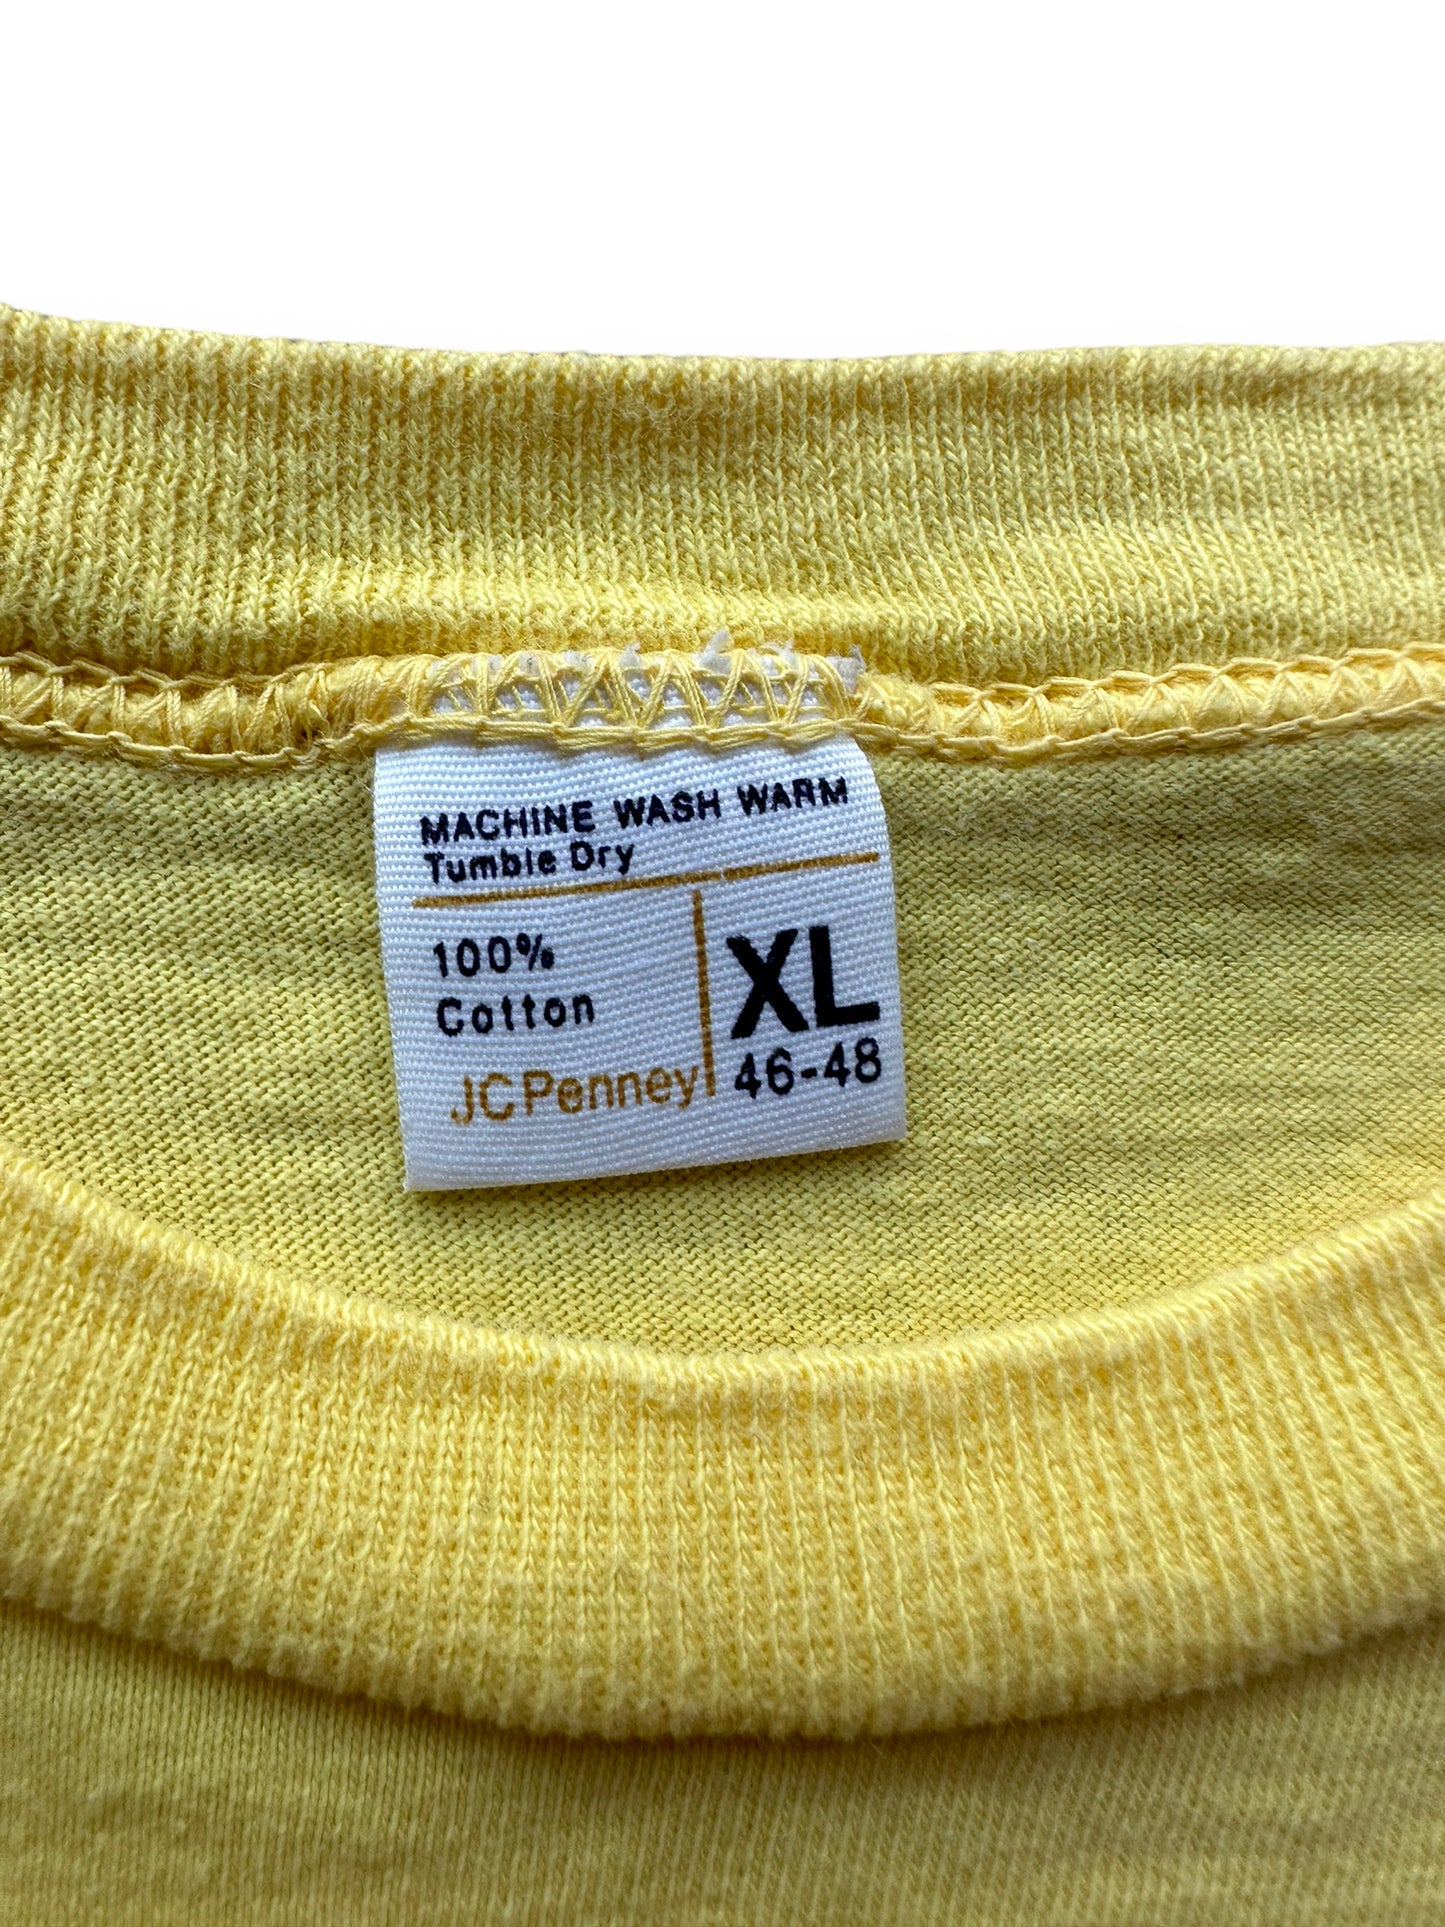 MACHINE WASH WARM
Tumble Dry
100%
Cotton
JCPenney
XL
46-48